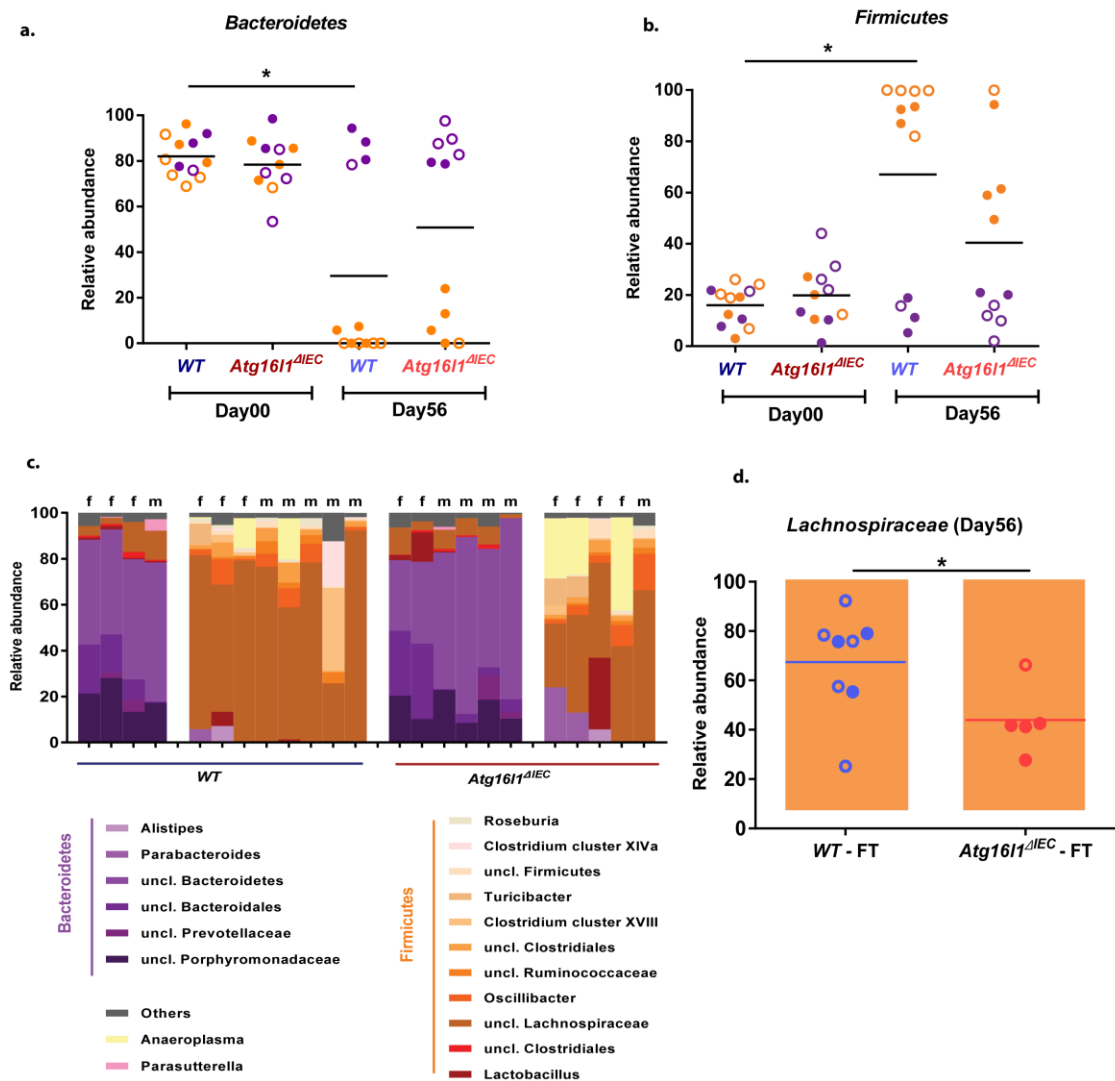 a.
Bacteroidetes
*
Relative abundance
100
80
60
40
20
0
WT
Atg16l1ΔIEC
WT
Atg16l1ΔIEC
Day00
Day56
b.
Firmicutes
*
Relative abundance
100
80
60
40
20
0
WT
Atg16l1ΔIEC
WT
Atg16l1ΔIEC
Day00
Day56
c.
f f f m f f f m m m m m f f m m m m f f f f m
Relative abundance
100
80
60
40
20
0
WT
Atg16l1ΔIEC
Bacteroidetes
Alistipes
Parabacteroides
uncl. Bacteroidetes
uncl. Bacteroidales
uncl. Prevotellaceae
uncl. Porphyromonadaceae
Others
Anaeroplasma
Parasutterella
Firmicutes
Roseburia
Clostridium cluster XIVa
uncl. Firmicutes
Turicibacter
Clostridium cluster XVIII
uncl. Clostridiales
uncl. Ruminococcaceae
Oscillibacter
uncl. Lachnospiraceae
uncl. Clostridiales
Lactobacillus
d.
Lachnospiraceae (Day56)
*
Relative abundance
100
80
60
40
20
0
WT - FT
Atg16l1ΔIEC - FT